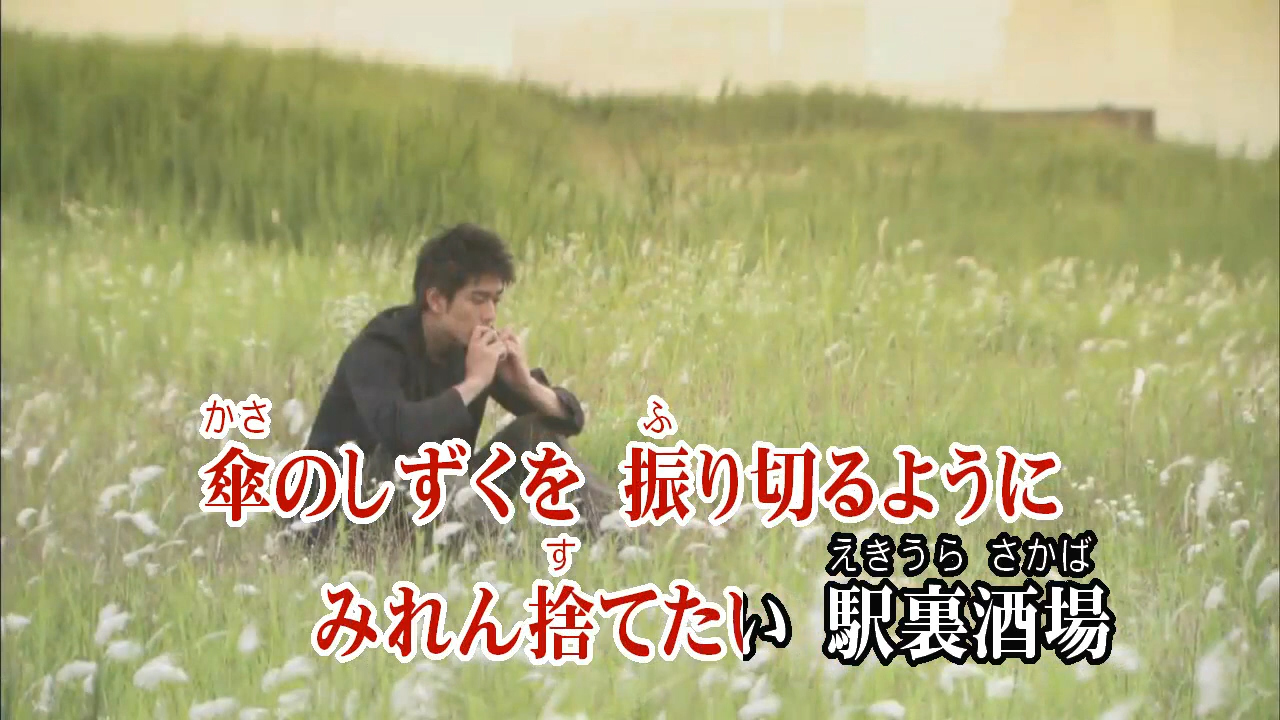 かさ ふ
傘のしずくを 振り切るように
す えきうら さかば
みれん捨てたい 駅裏酒場